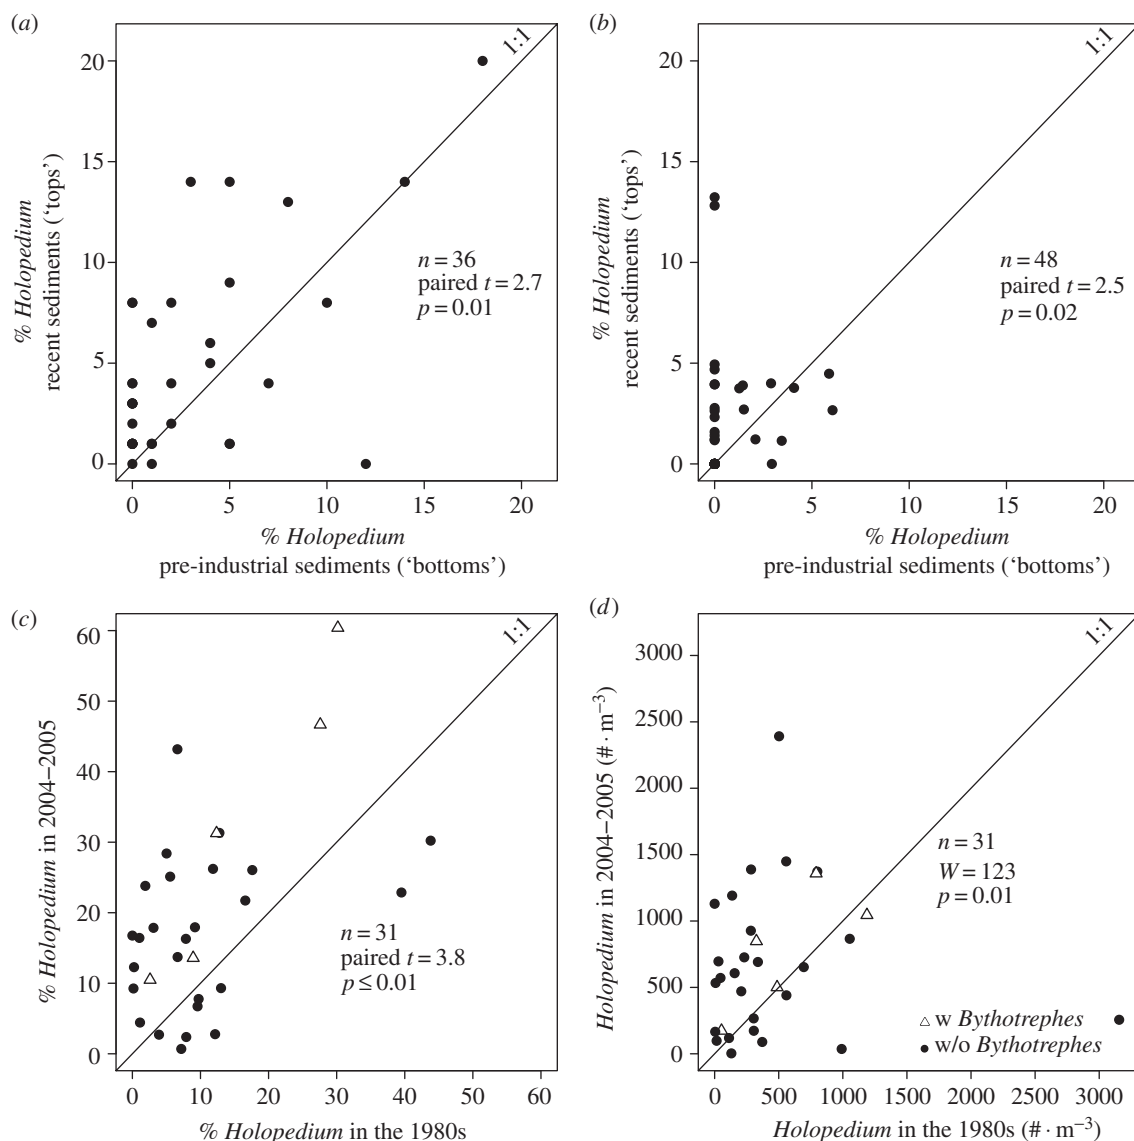 (a)
1:1
20
15
10
5
0
% Holopedium
recent sediments (‘tops’)
n = 36
paired t = 2.7
p = 0.01
0 5 10 15 20
% Holopedium
pre-industrial sediments (‘bottoms’)
(b)
1:1
20
15
10
5
0
% Holopedium
recent sediments (‘tops’)
n = 48
paired t = 2.5
p = 0.02
0 5 10 15 20
% Holopedium
pre-industrial sediments (‘bottoms’)
(c)
1:1
60
50
40
30
20
10
0
% Holopedium in 2004–2005
n = 31
paired t = 3.8
p ≤ 0.01
0 10 20 30 40 50 60
% Holopedium in the 1980s
(d)
1:1
3000
2500
2000
1500
1000
500
0
Holopedium in 2004–2005 (# · m⁻³)
n = 31
W = 123
p = 0.01
w Bythotrephes
w/o Bythotrephes
0 500 1000 1500 2000 2500 3000
Holopedium in the 1980s (# · m⁻³)